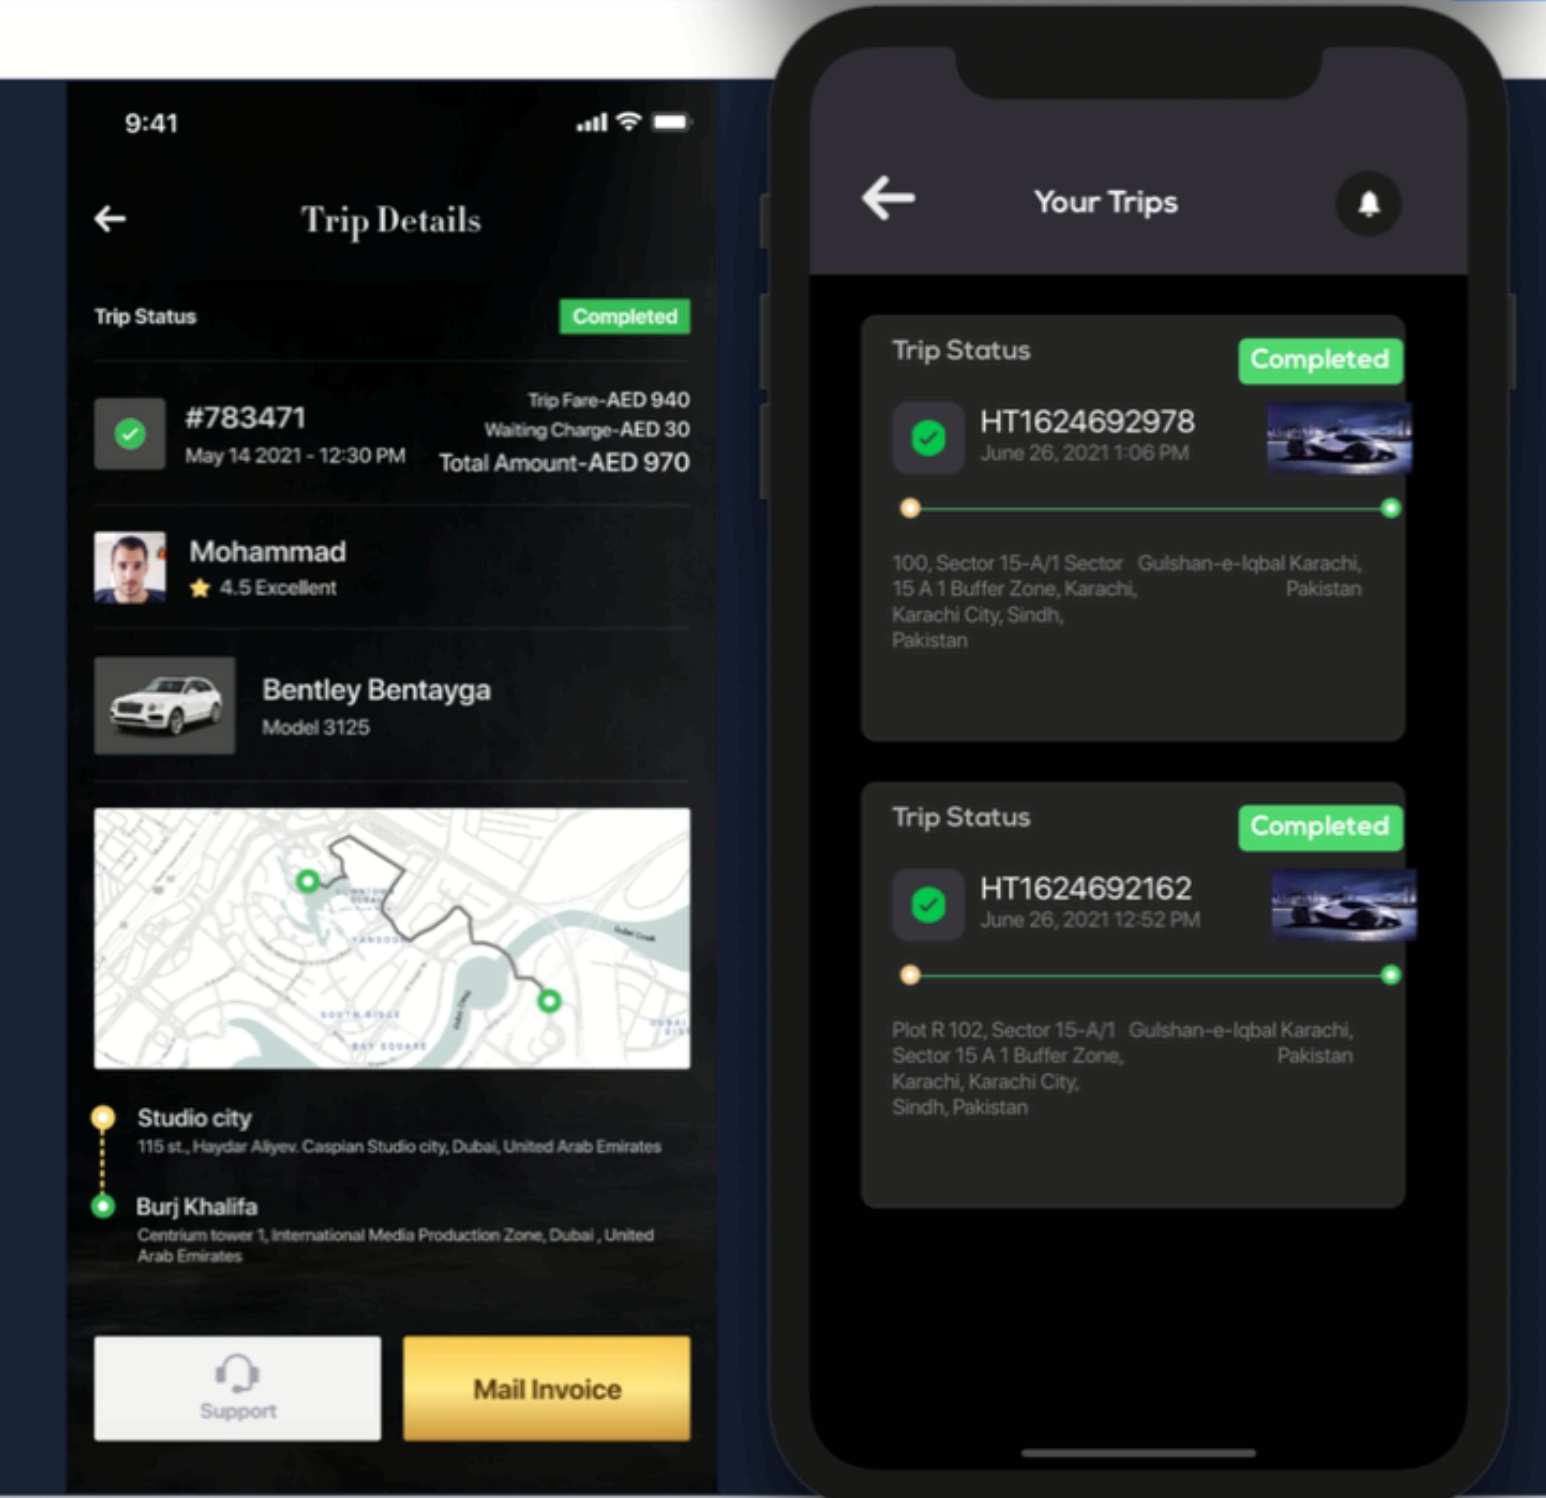 9:41
Trip Details
Trip Status
Completed
#783471
May 14 2021 - 12:30 PM
Trip Fare-AED 940
Waiting Charge-AED 30
Total Amount-AED 970
Mohammad
4.5 Excellent
Bentley Bentayga
Model 3125
SOUTH RIDGE
BAY SQUARE
Dubai Creek
Studio city
115 st., Haydar Aliyev. Caspian Studio city, Dubai, United Arab Emirates
Burj Khalifa
Centrium tower 1, International Media Production Zone, Dubai , United
Arab Emirates
Support
Mail Invoice
Your Trips
Trip Status
Completed
HT1624692978
June 26, 2021 1:06 PM
100, Sector 15-A/1 Sector
15 A 1 Buffer Zone, Karachi,
Karachi City, Sindh,
Pakistan
Gulshan-e-Iqbal Karachi,
Pakistan
Trip Status
Completed
HT1624692162
June 26, 2021 12:52 PM
Plot R 102, Sector 15-A/1
Sector 15 A 1 Buffer Zone,
Karachi, Karachi City,
Sindh, Pakistan
Gulshan-e-Iqbal Karachi,
Pakistan